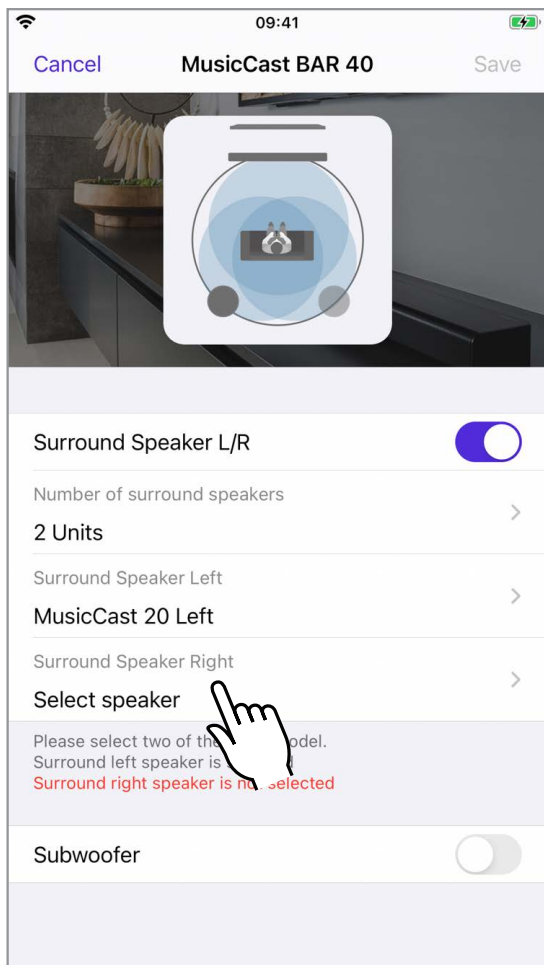 09:41
Cancel MusicCast BAR 40 Save
Surround Speaker L/R
Number of surround speakers
2 Units
Surround Speaker Left
MusicCast 20 Left
Surround Speaker Right
Select speaker
Please select two of the odel.
Surround left speaker is
Surround right speaker is not selected
Subwoofer